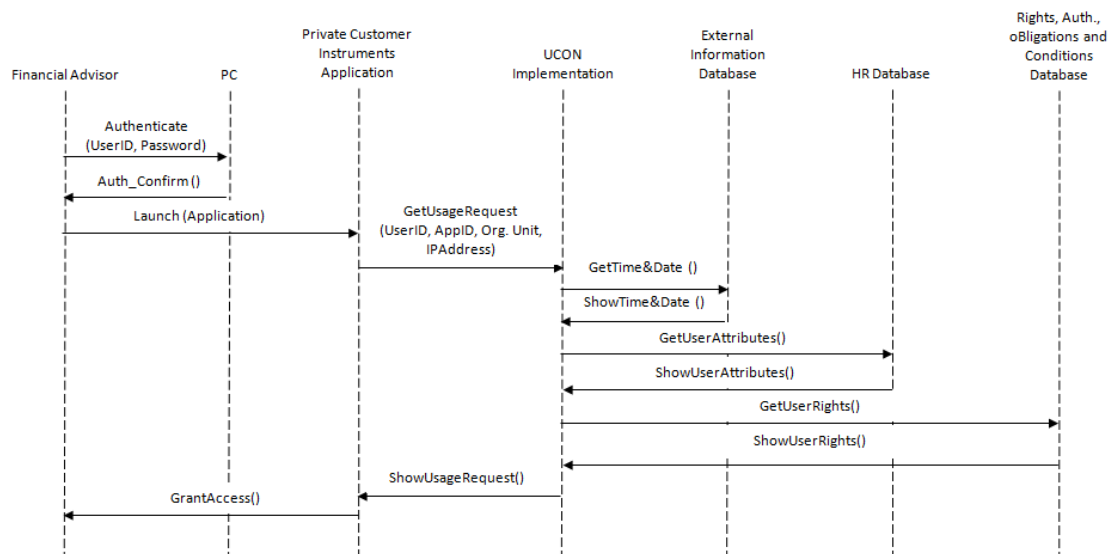 Financial Advisor
PC
Private Customer
Instruments
Application
UCON
Implementation
External
Information
Database
HR Database
Rights, Auth.,
oBligations and
Conditions
Database
Authenticate
(UserID, Password)
Auth_Confirm()
Launch (Application)
GetUsageRequest
(UserID, AppID, Org. Unit,
IPAddress)
GetTime&Date ()
ShowTime&Date ()
GetUserAttributes()
ShowUserAttributes()
GetUserRights()
ShowUserRights()
ShowUsageRequest()
GrantAccess()